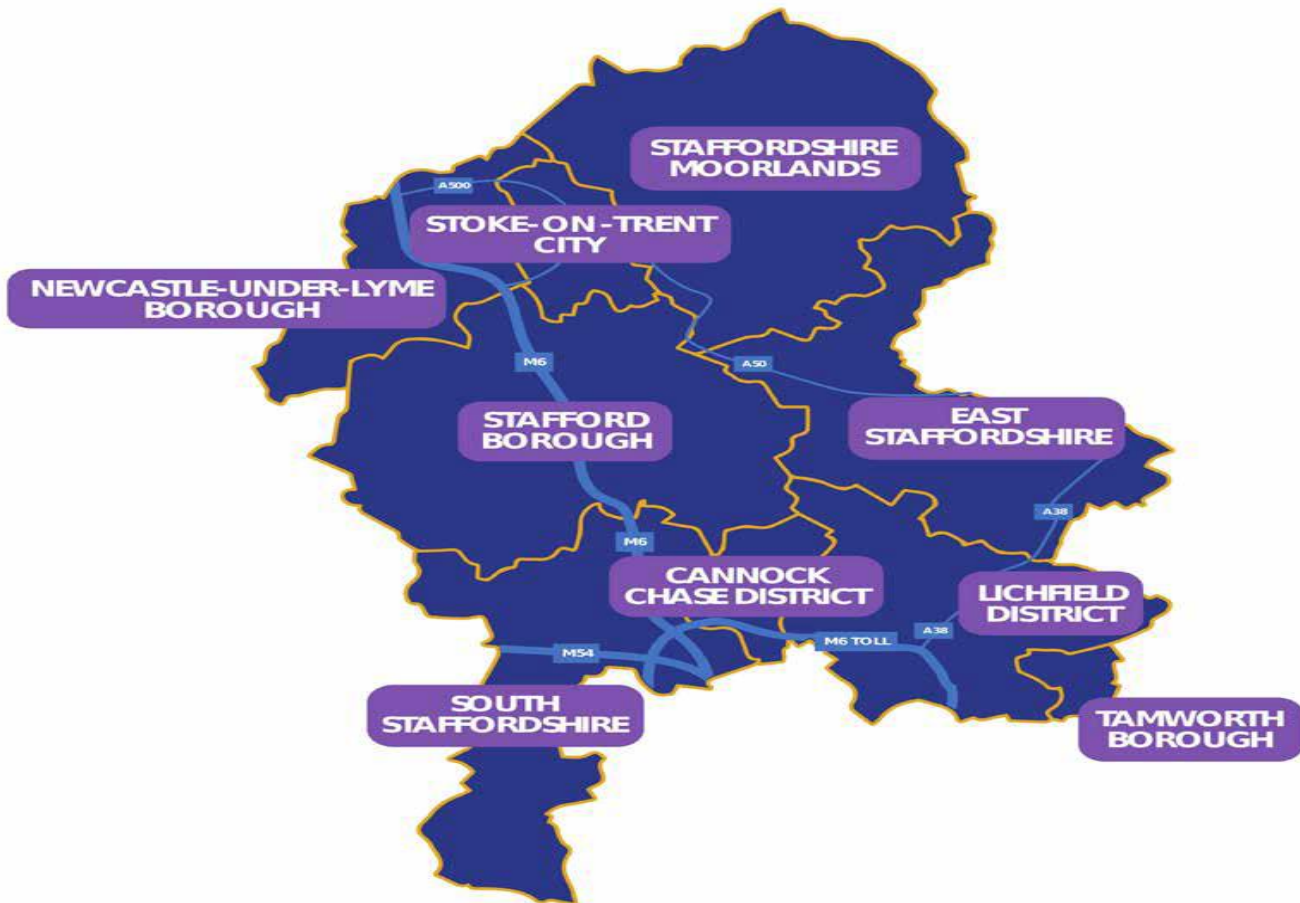 STAFFORDSHIRE
MOORLANDS
A500
STOKE-ON-TRENT
CITY
NEWCASTLE-UNDER-LYME
BOROUGH
M6
A50
STAFFORD
BOROUGH
EAST
STAFFORDSHIRE
A38
M6
CANNOCK
CHASE DISTRICT
LICHFIELD
DISTRICT
A38
M6 TOLL
M54
SOUTH
STAFFORDSHIRE
TAMWORTH
BOROUGH